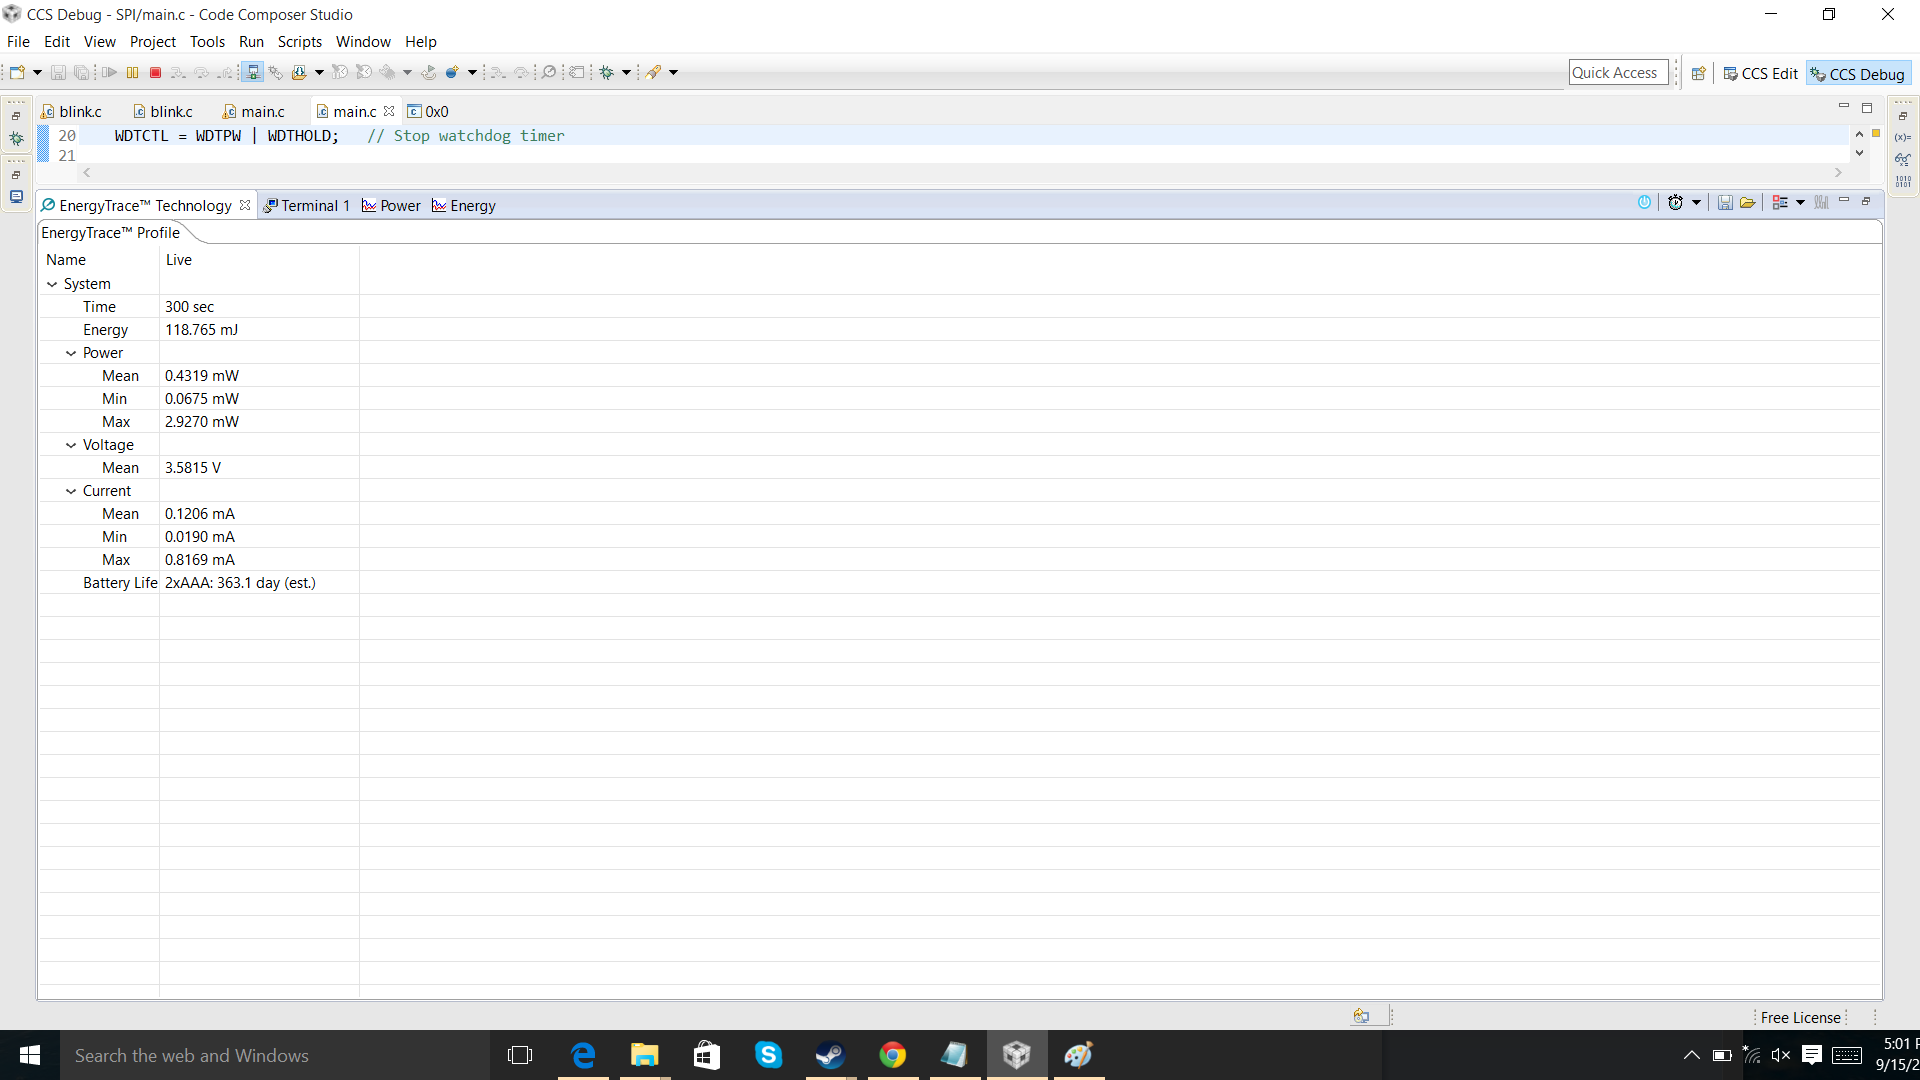 CCS Debug - SPI/main.c - Code Composer Studio
File Edit View Project Tools Run Scripts Window Help
Quick Access CCS Edit CCS Debug
blink.c blink.c main.c main.c 0x0
20 WDTCTL = WDTPW | WDTHOLD; // Stop watchdog timer
21
EnergyTrace™ Technology Terminal 1 Power Energy
EnergyTrace™ Profile
Name Live
System
Time 300 sec
Energy 118.765 mJ
Power
Mean 0.4319 mW
Min 0.0675 mW
Max 2.9270 mW
Voltage
Mean 3.5815 V
Current
Mean 0.1206 mA
Min 0.0190 mA
Max 0.8169 mA
Battery Life 2xAAA: 363.1 day (est.)
Free License
Search the web and Windows
5:01 P
9/15/2